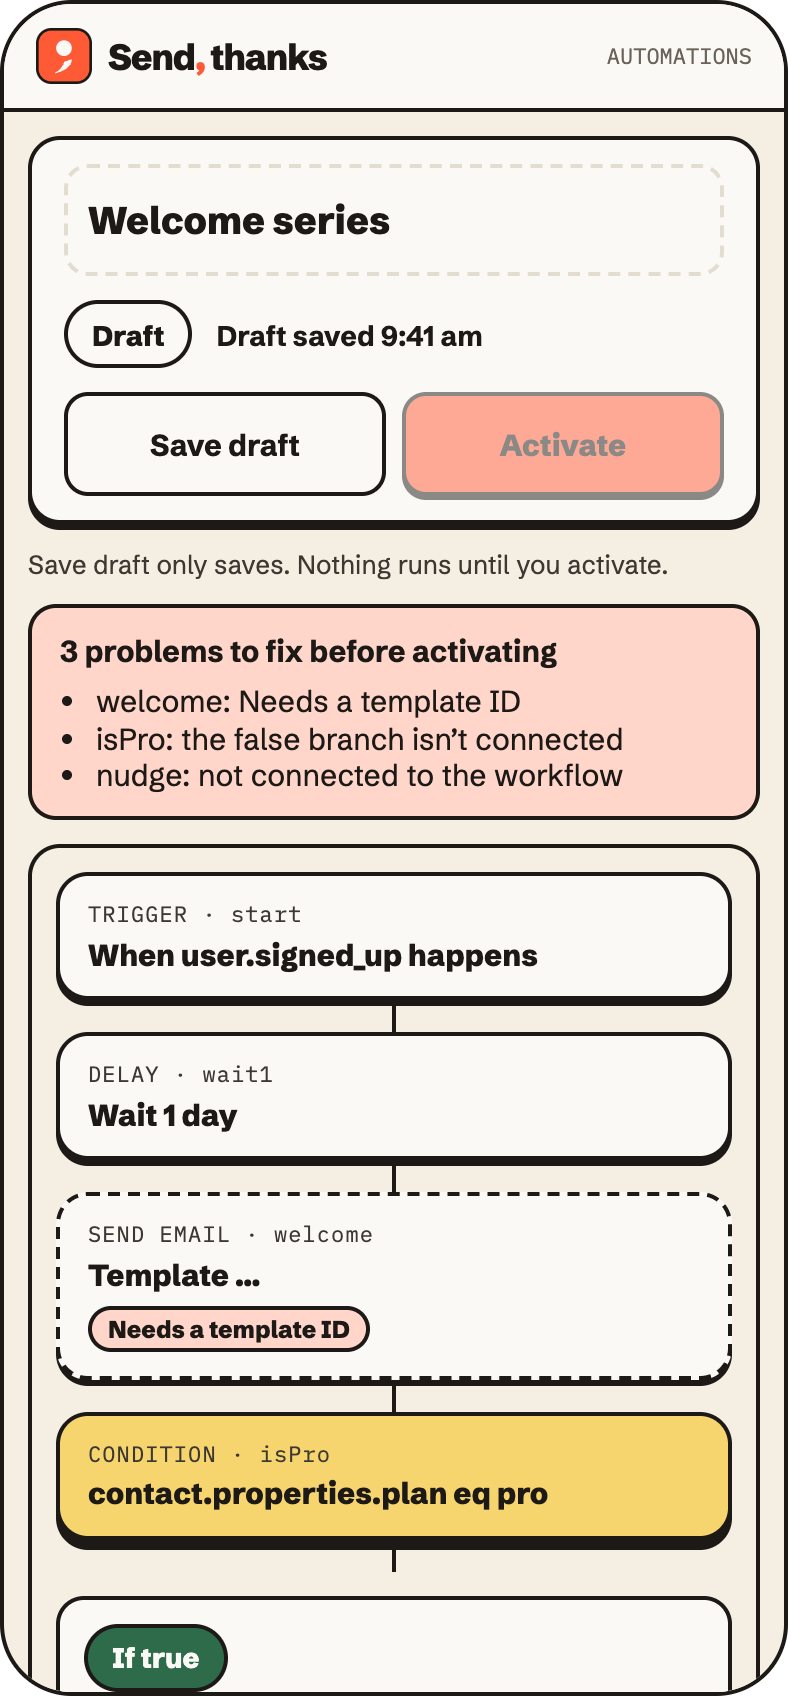 Send, thanks
AUTOMATIONS
Welcome series
Draft
Draft saved 9:41 am
Save draft
Activate
Save draft only saves. Nothing runs until you activate.
3 problems to fix before activating
• welcome: Needs a template ID
• isPro: the false branch isn’t connected
• nudge: not connected to the workflow
TRIGGER · start
When user.signed_up happens
DELAY · wait1
Wait 1 day
SEND EMAIL · welcome
Template ...
Needs a template ID
CONDITION · isPro
contact.properties.plan eq pro
If true